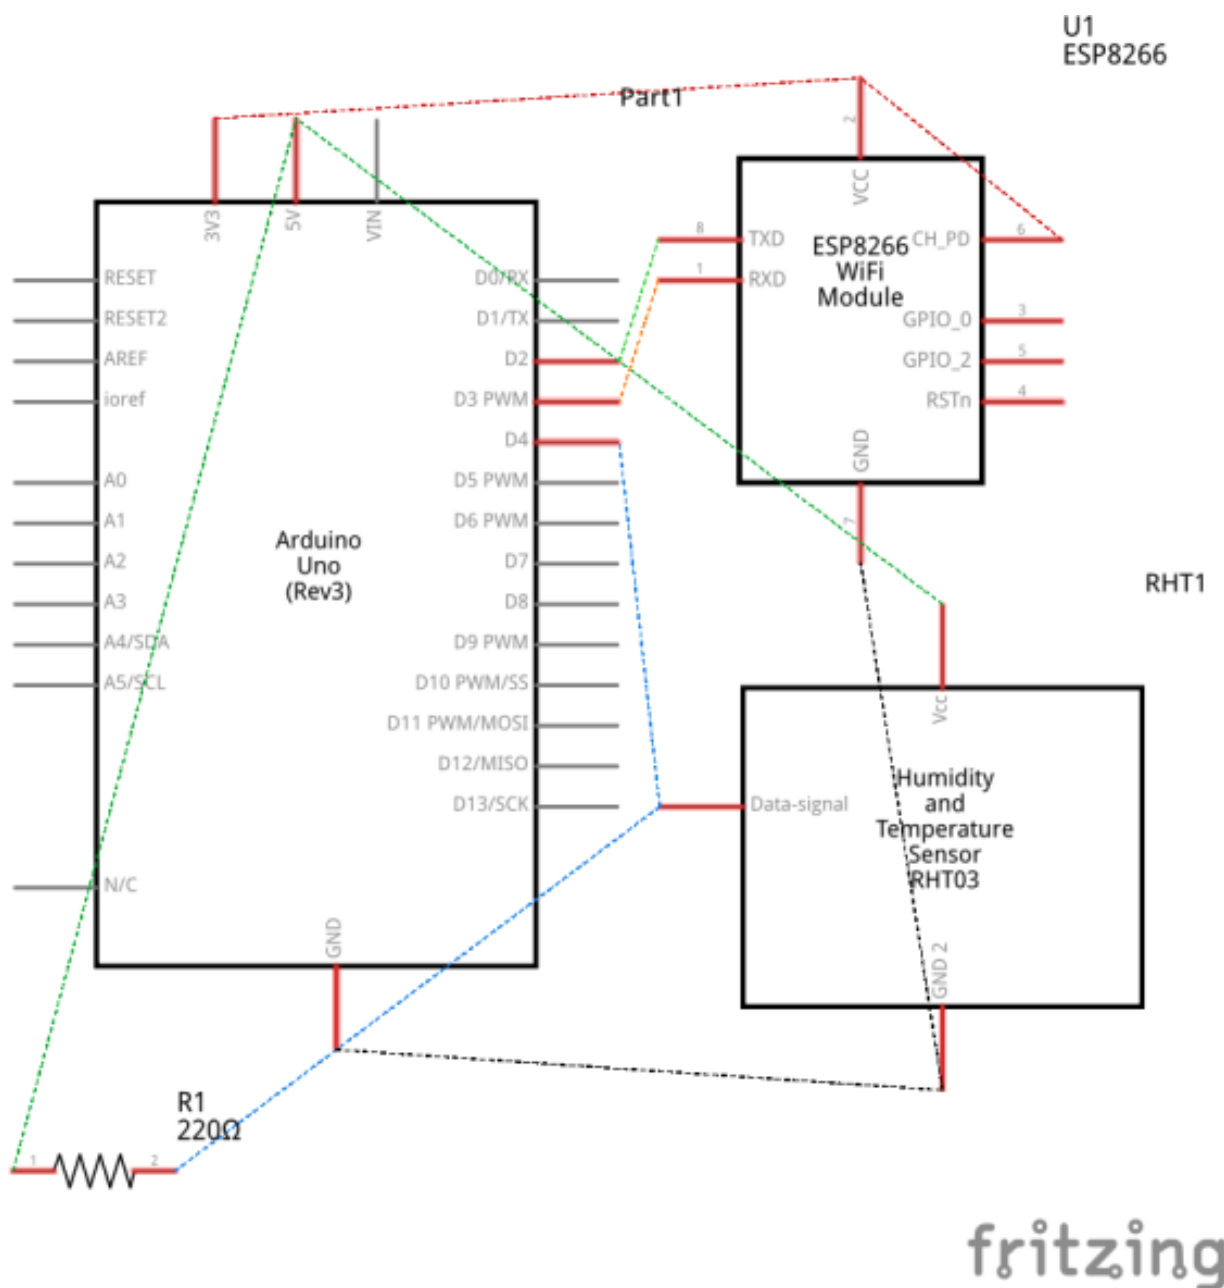 U1
ESP8266
Part1
3V3
5V
VIN
2
VCC
RESET
RESET2
AREF
ioref
A0
A1
A2
A3
A4/SDA
A5/SCL
N/C
D0/RX
D1/TX
D2
D3 PWM
D4
D5 PWM
D6 PWM
D7
D8
D9 PWM
D10 PWM/SS
D11 PWM/MOSI
D12/MISO
D13/SCK
Arduino
Uno
(Rev3)
GND
8
TXD
1
RXD
ESP8266
WiFi
Module
CH_PD
6
GPIO_0
3
GPIO_2
5
RSTn
4
GND
7
RHT1
Vcc
Data-signal
Humidity
and
Temperature
Sensor
RHT03
GND 2
R1
220Ω
1
2
fritzing